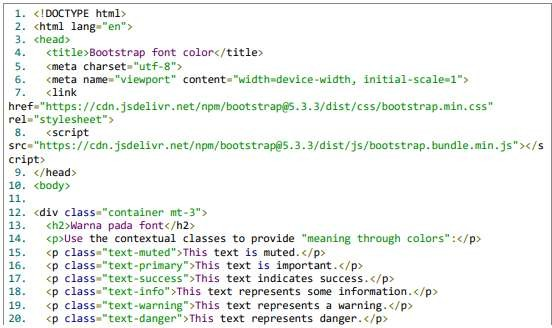 1. <!DOCTYPE html>
2. <html lang="en">
3. <head>
4. <title>Bootstrap font color</title>
5. <meta charset="utf-8">
6. <meta name="viewport" content="width=device-width, initial-scale=1">
7. <link
href="https://cdn.jsdelivr.net/npm/bootstrap@5.3.3/dist/css/bootstrap.min.css"
rel="stylesheet">
8. <script
src="https://cdn.jsdelivr.net/npm/bootstrap@5.3.3/dist/js/bootstrap.bundle.min.js"></s
cript>
9. </head>
10. <body>
11.
12. <div class="container mt-3">
13. <h2>Warna pada font</h2>
14. <p>Use the contextual classes to provide "meaning through colors":</p>
15. <p class="text-muted">This text is muted.</p>
16. <p class="text-primary">This text is important.</p>
17. <p class="text-success">This text indicates success.</p>
18. <p class="text-info">This text represents some information.</p>
19. <p class="text-warning">This text represents a warning.</p>
20. <p class="text-danger">This text represents danger.</p>